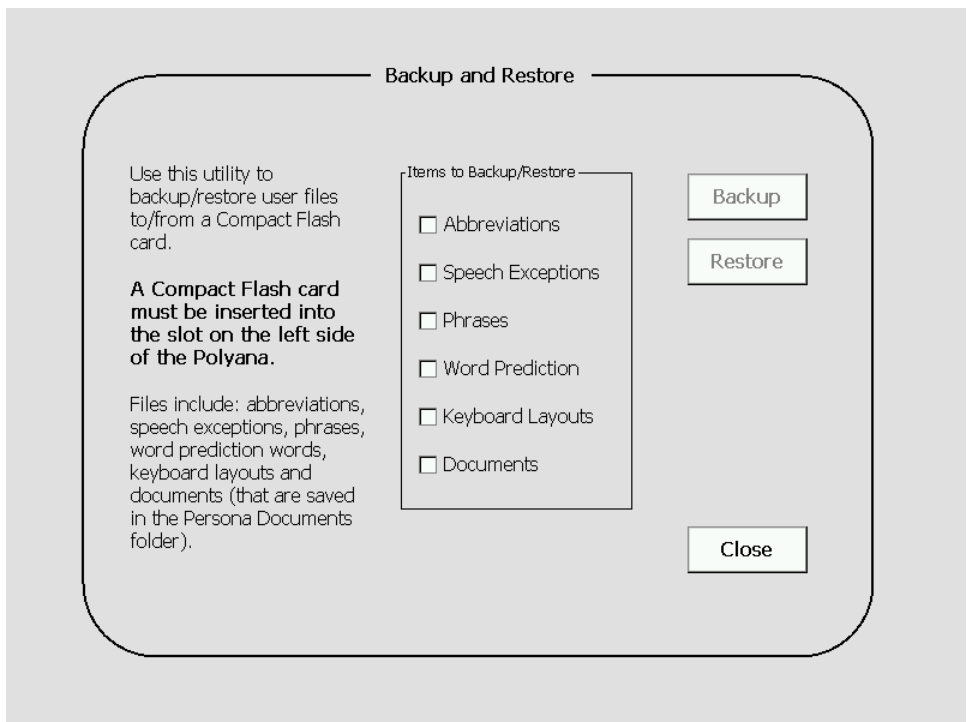 Backup and Restore
Use this utility to
backup/restore user files
to/from a Compact Flash
card.
A Compact Flash card
must be inserted into
the slot on the left side
of the Polyana.
Files include: abbreviations,
speech exceptions, phrases,
word prediction words,
keyboard layouts and
documents (that are saved
in the Persona Documents
folder).
Items to Backup/Restore
Abbreviations
Speech Exceptions
Phrases
Word Prediction
Keyboard Layouts
Documents
Backup
Restore
Close